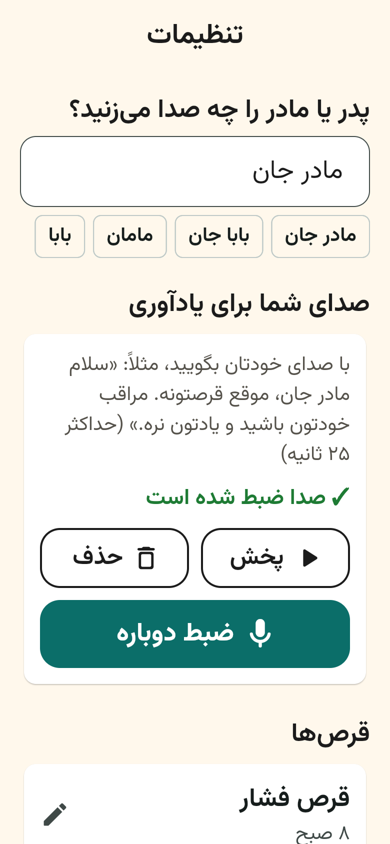 تنظیمات
پدر یا مادر را چه صدا می‌زنید؟
مادر جان
مادر جان
بابا جان
مامان
بابا
صدای شما برای یادآوری
با صدای خودتان بگویید، مثلاً: «سلام
مادر جان، موقع قرصتونه. مراقب
خودتون باشید و یادتون نره.» (حداکثر
۲۵ ثانیه)
✓ صدا ضبط شده است
پخش
حذف
ضبط دوباره
قرص‌ها
قرص فشار
۸ صبح